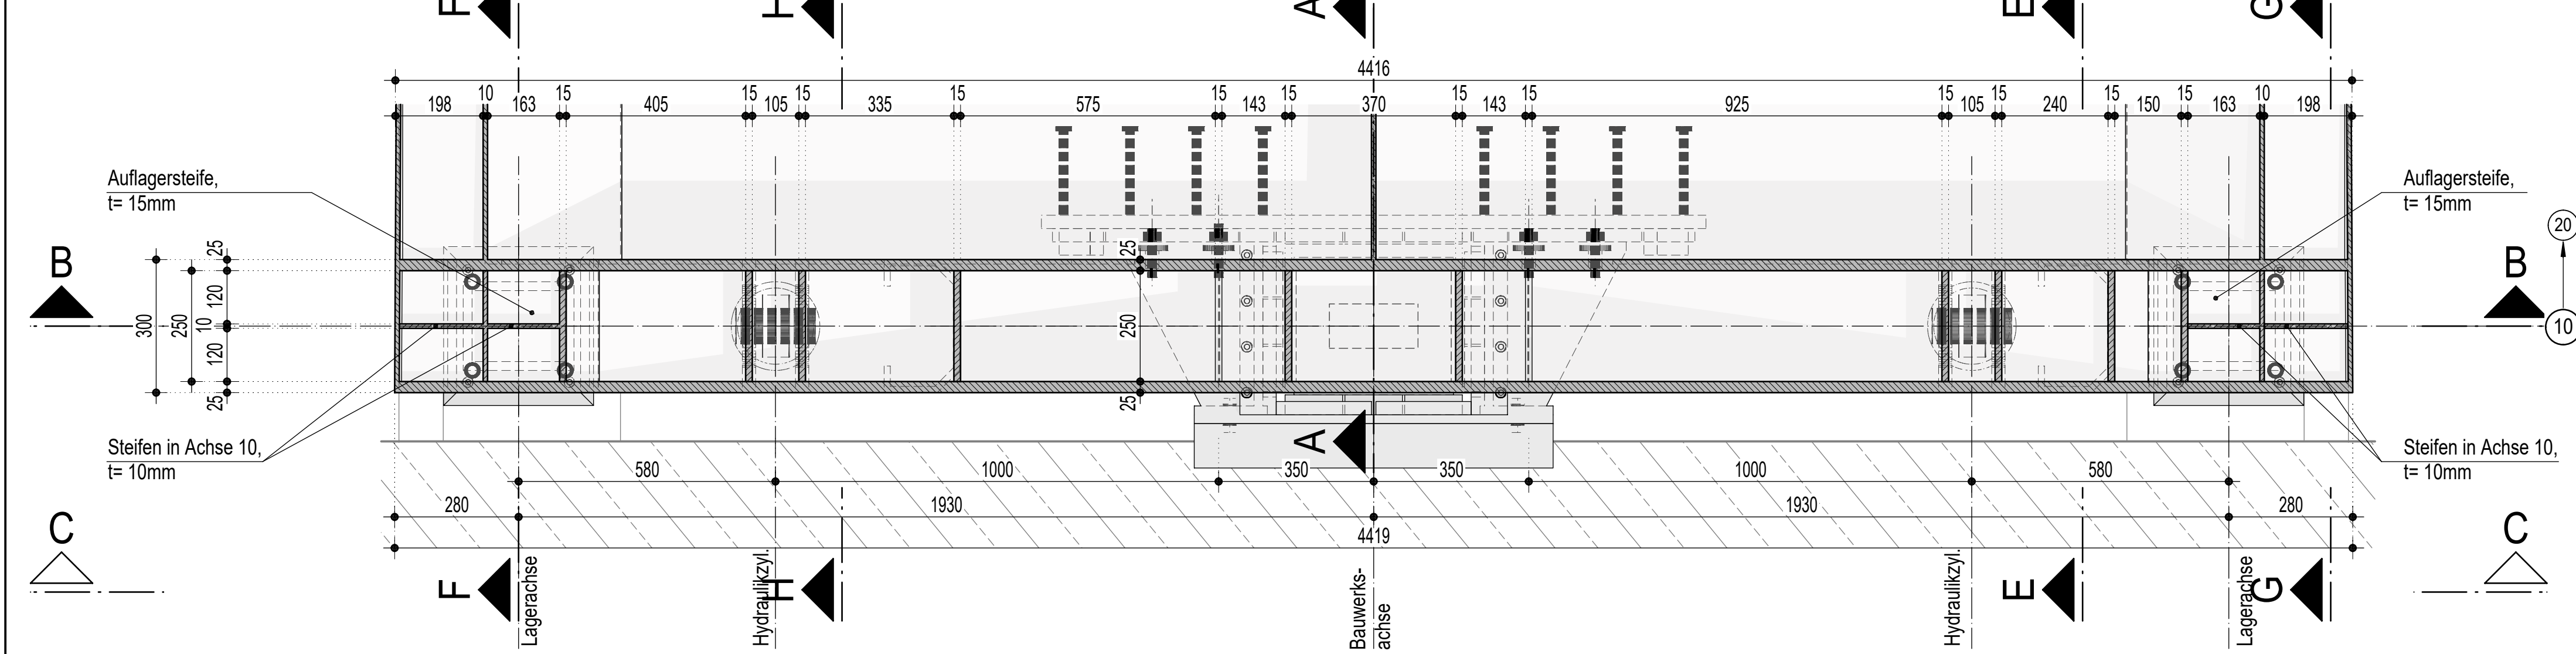 F H A E G
4416
10 15 15 15 15 15 15 15 15 15 15 15 15 10
198 163 405 105 335 575 143 370 143 925 105 240 150 163 198
Auflagersteife,
t= 15mm
Auflagersteife,
t= 15mm
B
B
20
10
25
120
10
120
25
250
300
25
250
25
Steifen in Achse 10,
t= 10mm
Steifen in Achse 10,
t= 10mm
A
580 1000 350 350 1000 580
280 1930 1930 280
4419
C
C
F H E G
Lagerachse
Hydraulikzyl.
Bauwerks-
achse
Hydraulikzyl.
Lagerachse